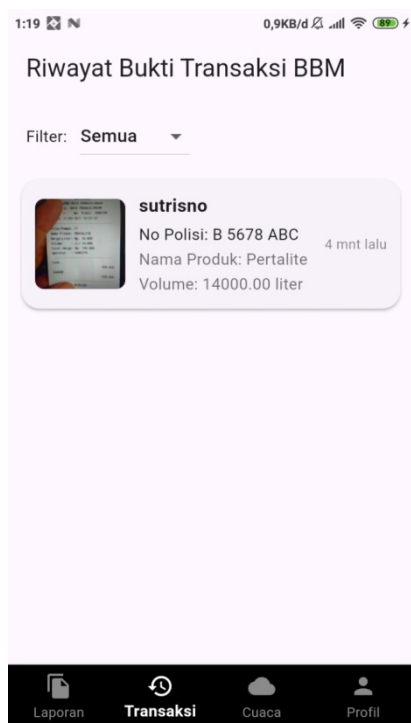 1:19 0,9KB/d 89
Riwayat Bukti Transaksi BBM
Filter: Semua
sutrisno
No Polisi: B 5678 ABC
4 mnt lalu
Nama Produk: Pertalite
Volume: 14000.00 liter
Laporan Transaksi Cuaca Profil